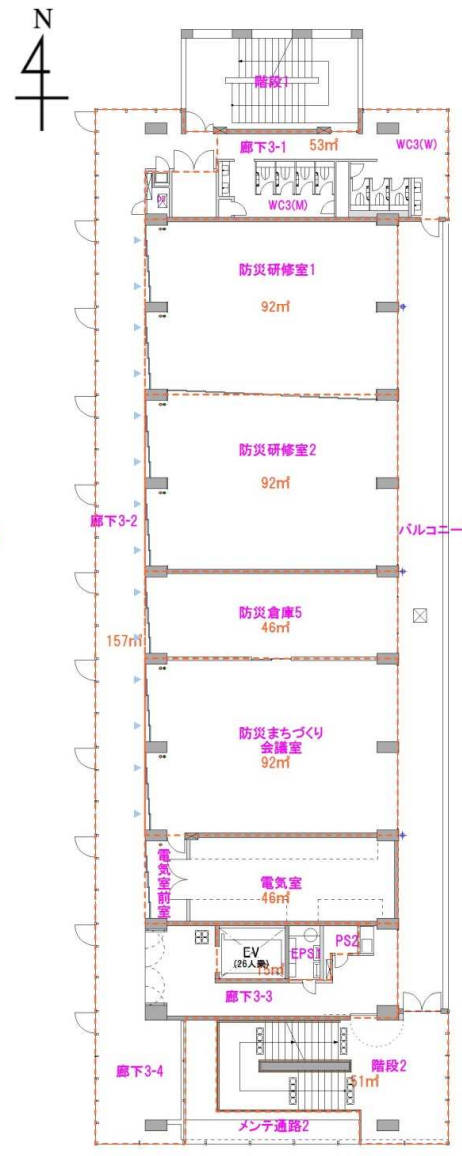 N
階段1
廊下3-1
53㎡
WC3(W)
WC3(M)
防災研修室1
92㎡
防災研修室2
92㎡
廊下3-2
バルコニー
防災倉庫5
46㎡
157㎡
防災まちづくり
会議室
92㎡
電気室前室
電気室
46㎡
EV
(26人乗)
15㎡
EPS1
PS2
廊下3-3
廊下3-4
階段2
51㎡
メンテ通路2